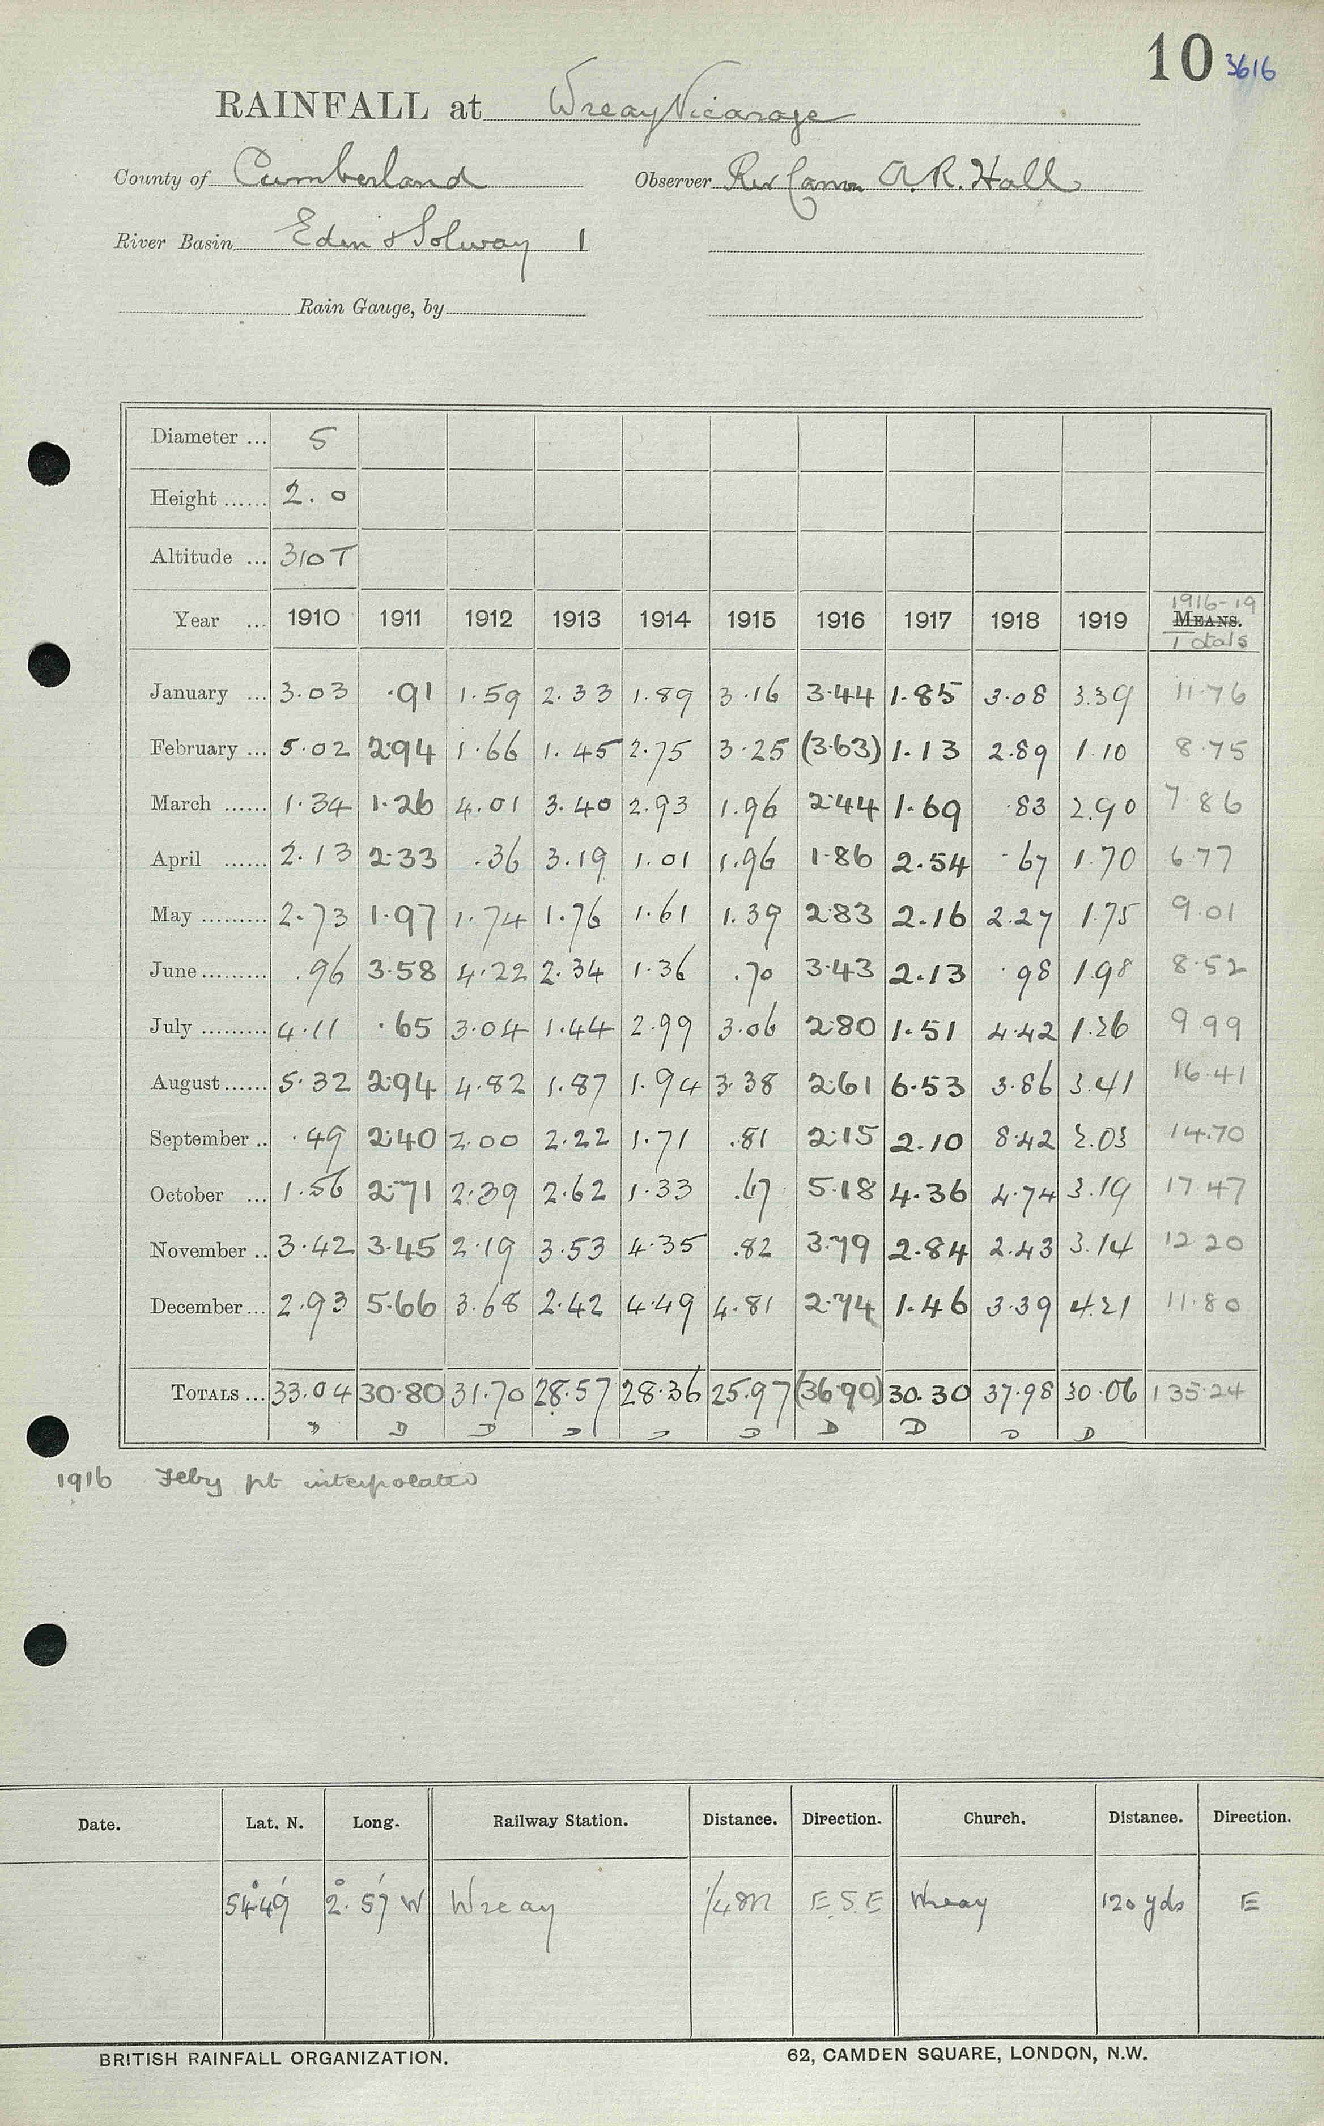 10 3616
RAINFALL at Wreay Vicarage
County of Cumberland Observer Rev Canon A. R. Hall
River Basin Eden & Solway 1
Rain Gauge, by
Diameter ... 5
Height ...... 2.0
Altitude ... 310 T
1916-19
Year ... 1910 1911 1912 1913 1914 1915 1916 1917 1918 1919 MEANS.
Totals
January ... 3.03 .91 1.59 2.33 1.89 3.16 3.44 1.85 3.08 3.39 11.76
February ... 5.02 2.94 1.66 1.45 2.75 3.25 (3.63) 1.13 2.89 1.10 8.75
March ...... 1.34 1.26 4.01 3.40 2.93 1.96 2.44 1.69 .83 2.90 7.86
April ...... 2.13 2.33 .36 3.19 1.01 1.96 1.86 2.54 .67 1.70 6.77
May ......... 2.73 1.97 1.74 1.76 1.61 1.39 2.83 2.16 2.27 1.75 9.01
June ......... .96 3.58 4.22 2.34 1.36 .70 3.43 2.13 .98 1.98 8.52
July ......... 4.11 .65 3.04 1.44 2.99 3.06 2.80 1.51 4.42 1.26 9.99
August ...... 5.32 2.94 4.82 1.87 1.94 3.38 2.61 6.53 3.86 3.41 16.41
September .. .49 2.40 2.00 2.22 1.71 .81 2.15 2.10 8.42 2.03 14.70
October ... 1.56 2.71 2.39 2.62 1.33 .67 5.18 4.36 4.74 3.19 17.47
November .. 3.42 3.45 2.19 3.53 4.35 .82 3.79 2.84 2.43 3.14 12.20
December ... 2.93 5.66 3.68 2.42 4.49 4.81 2.74 1.46 3.39 4.21 11.80
TOTALS ... 33.04 30.80 31.70 28.57 28.36 25.97 (36.90) 30.30 37.98 30.06 135.24
D D D D D D D D D D
1916 Feby pt interpolated
Date. Lat. N. Long. Railway Station. Distance. Direction. Church. Distance. Direction.
54°49' 2°57' W Wreay 1/4 m E S E Wreay 120 yds E
BRITISH RAINFALL ORGANIZATION. 62, CAMDEN SQUARE, LONDON, N.W.